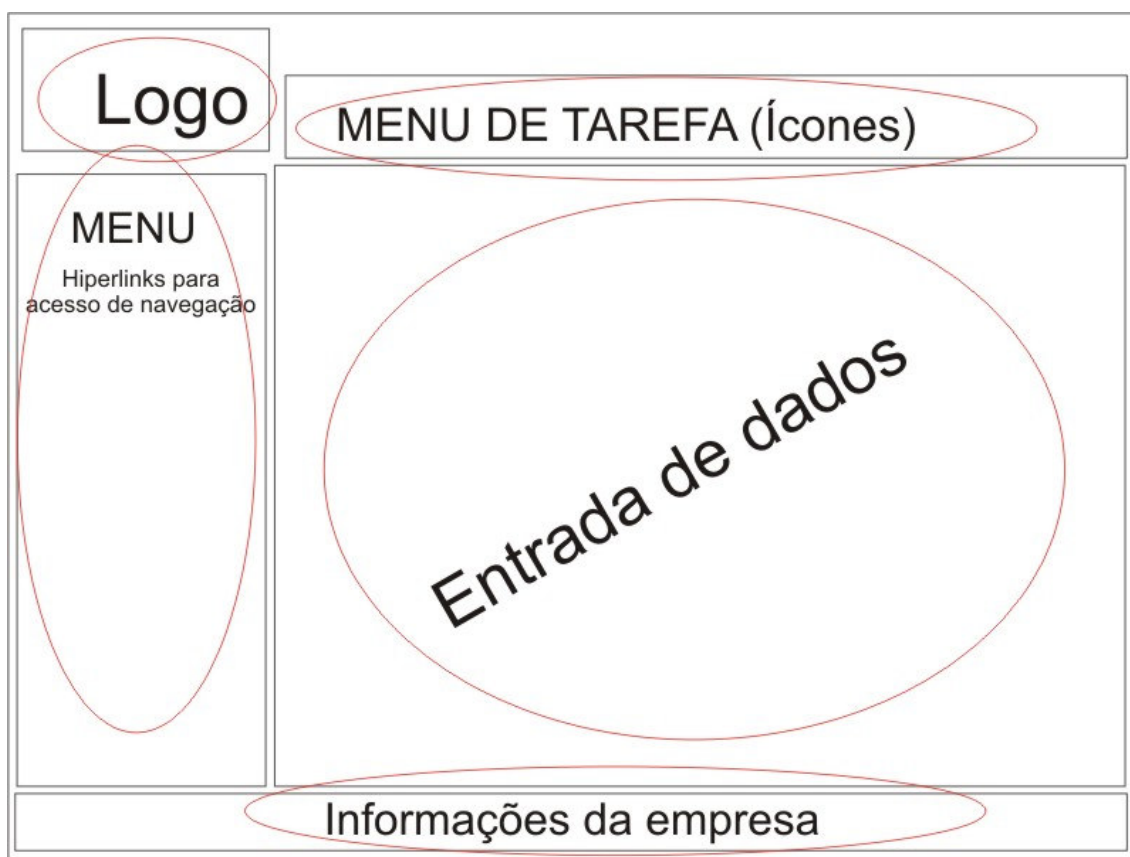 Logo
MENU DE TAREFA (Ícones)
MENU
Hiperlinks para
acesso de navegação
Entrada de dados
Informações da empresa